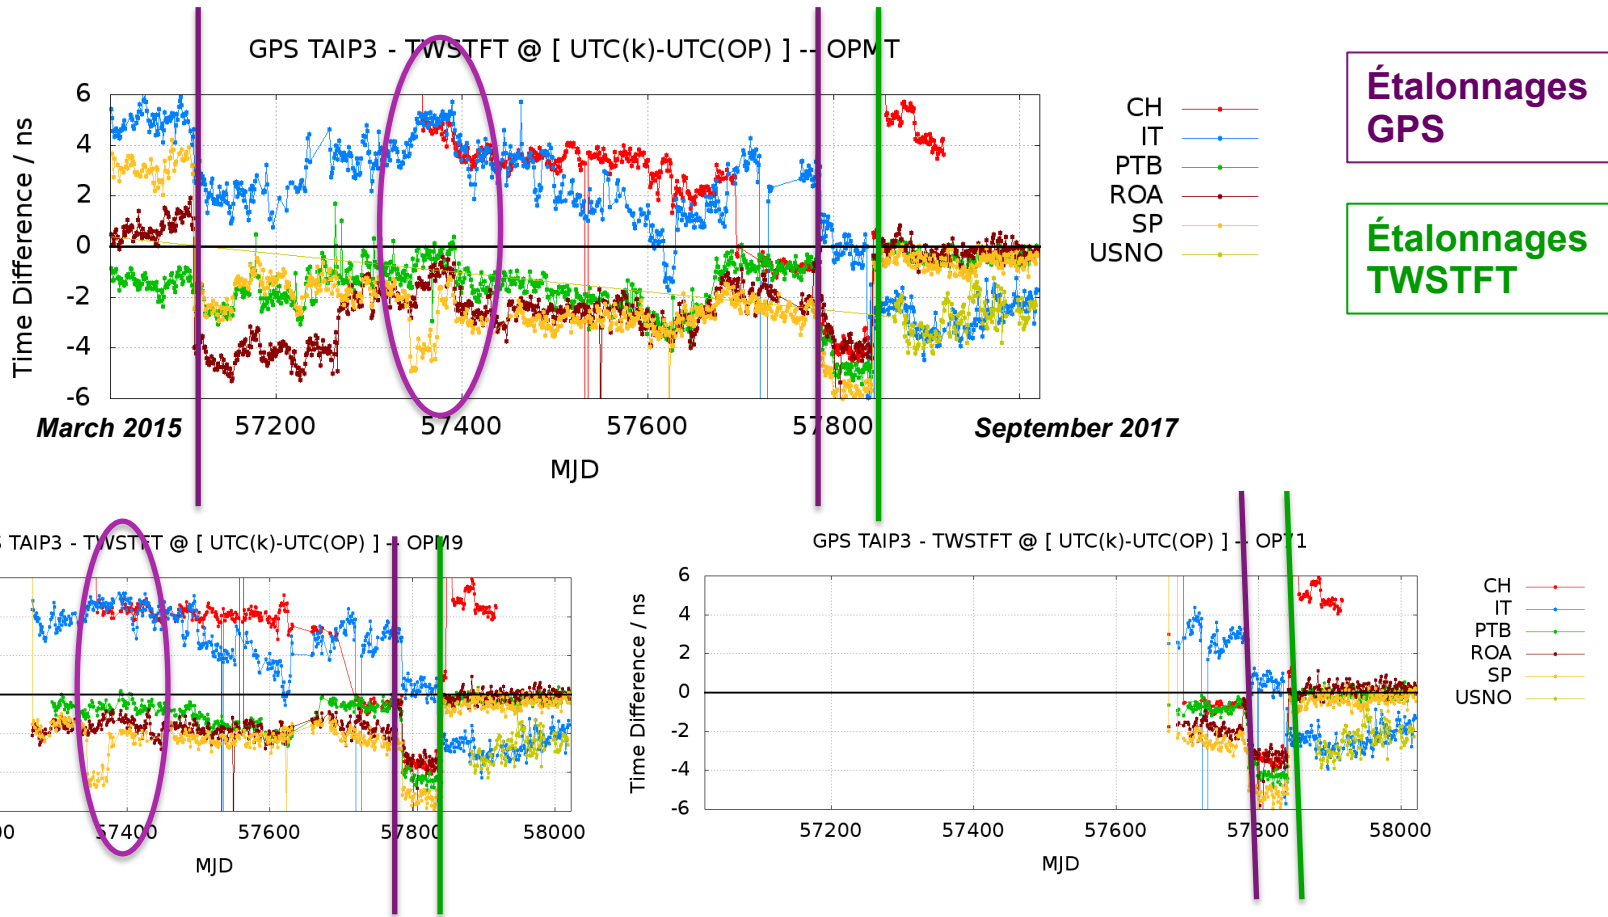 GPS TAIP3 - TWSTFT @ [ UTC(k)-UTC(OP) ] -- OPMT
Time Difference / ns
6
4
2
0
-2
-4
-6
CH
IT
PTB
ROA
SP
USNO
March 2015
57200
57400
57600
57800
September 2017
MJD
Étalonnages
GPS
Étalonnages
TWSTFT
S TAIP3 - TWSTFT @ [ UTC(k)-UTC(OP) ] -- OPM9
00
57400
57600
57800
58000
MJD
GPS TAIP3 - TWSTFT @ [ UTC(k)-UTC(OP) ] -- OP71
Time Difference / ns
6
4
2
0
-2
-4
-6
57200
57400
57600
57800
58000
MJD
CH
IT
PTB
ROA
SP
USNO